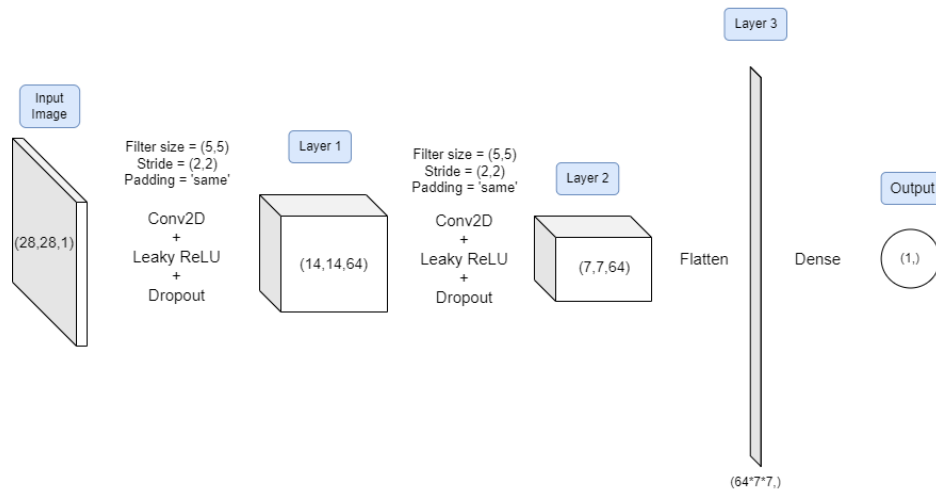 Input
Image
(28,28,1)
Filter size = (5,5)
Stride = (2,2)
Padding = 'same'
Conv2D
+
Leaky ReLU
+
Dropout
Layer 1
(14,14,64)
Filter size = (5,5)
Stride = (2,2)
Padding = 'same'
Conv2D
+
Leaky ReLU
+
Dropout
Layer 2
(7,7,64)
Flatten
Layer 3
(64*7*7,)
Dense
Output
(1,)